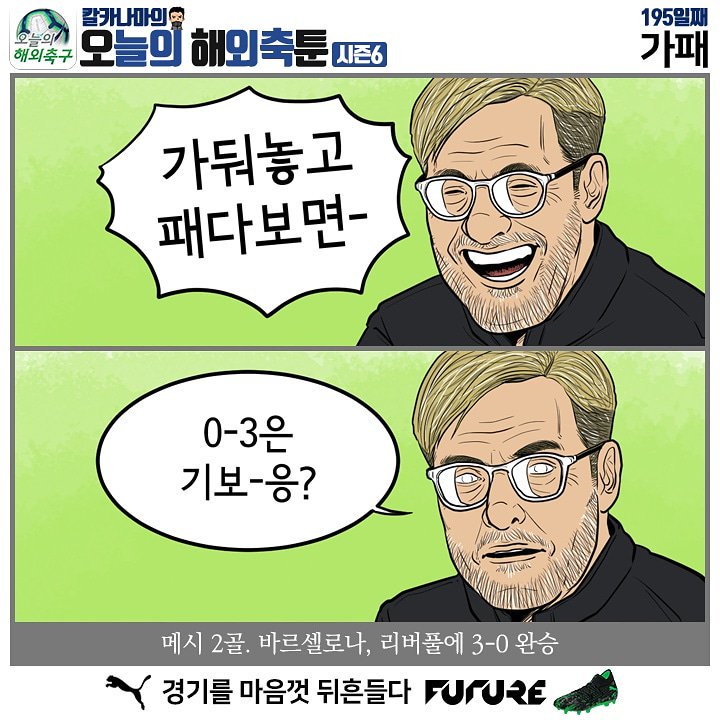 오늘의
해외축구
칼카나마의
오늘의 해외축툰 시즌6
195일째
가패
가둬놓고
패다보면-
0-3은
기보-응?
메시 2골. 바르셀로나, 리버풀에 3-0 완승
경기를 마음껏 뒤흔들다 FUTURE